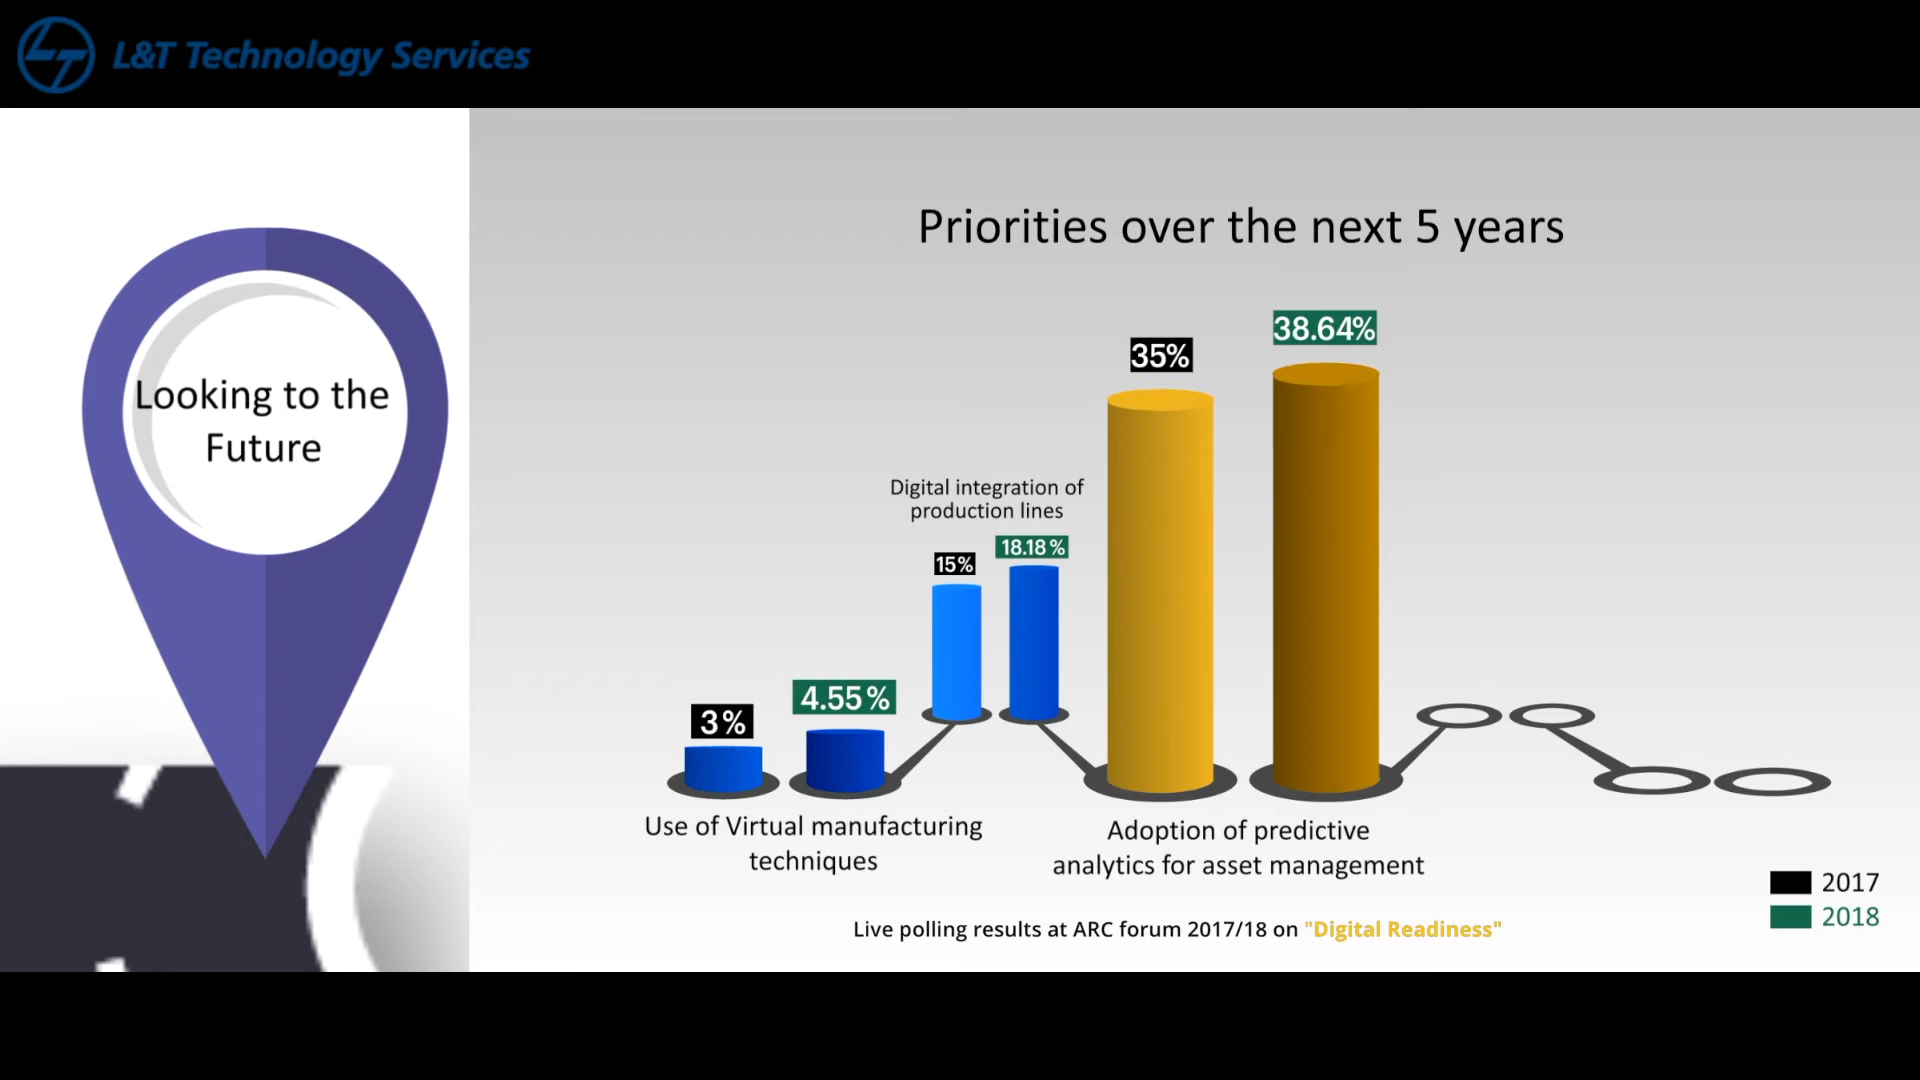 L&T Technology Services
Looking to the
Future
Priorities over the next 5 years
3%
4.55%
Use of Virtual manufacturing
techniques
Digital integration of
production lines
15%
18.18%
35%
38.64%
Adoption of predictive
analytics for asset management
2017
2018
Live polling results at ARC forum 2017/18 on "Digital Readiness"